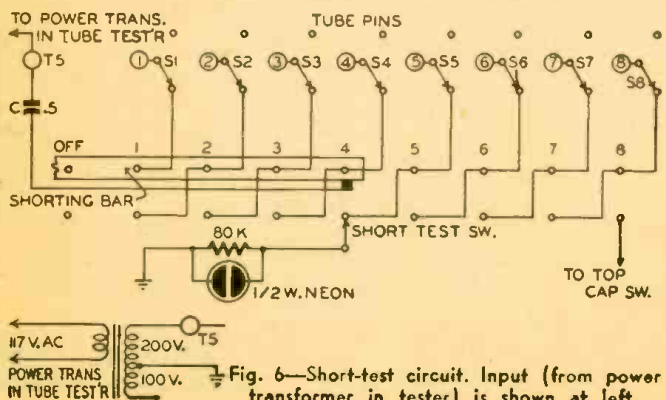 TO POWER TRANS.
IN TUBE TEST'R
TUBE PINS
T5
1 S1
2 S2
3 S3
4 S4
5 S5
6 S6
7 S7
8
S8
C .5
OFF
1
2
3
4
5
6
7
8
SHORTING BAR
80 K
SHORT TEST SW.
1/2 W. NEON
TO TOP
CAP SW.
117 V. AC
200V.
T5
POWER TRANS
IN TUBE TEST'R
100 V.
Fig. 6—Short-test circuit. Input (from power
transformer in tester) is shown at left.